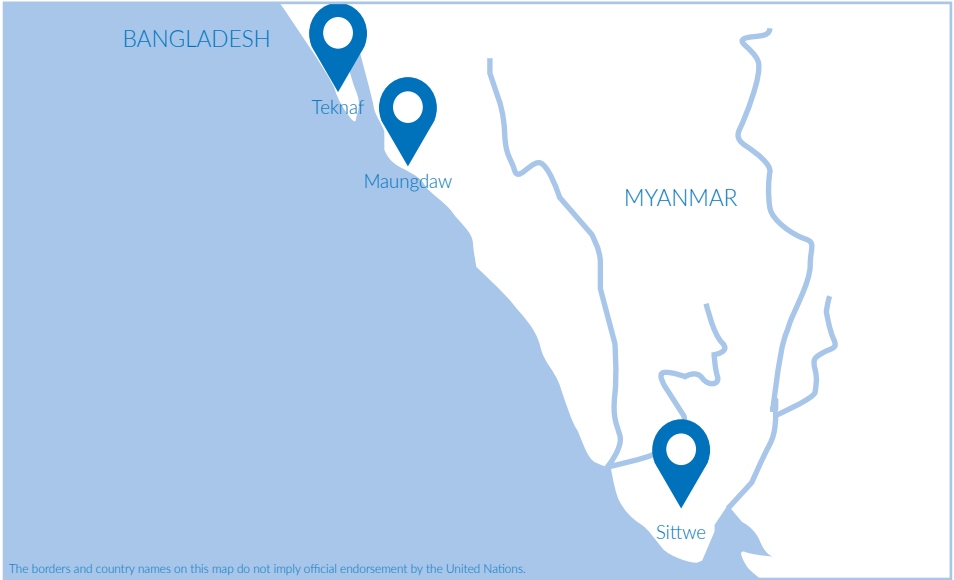 BANGLADESH
Teknaf
Maungdaw
MYANMAR
Sittwe
The borders and country names on this map do not imply official endorsement by the United Nations.